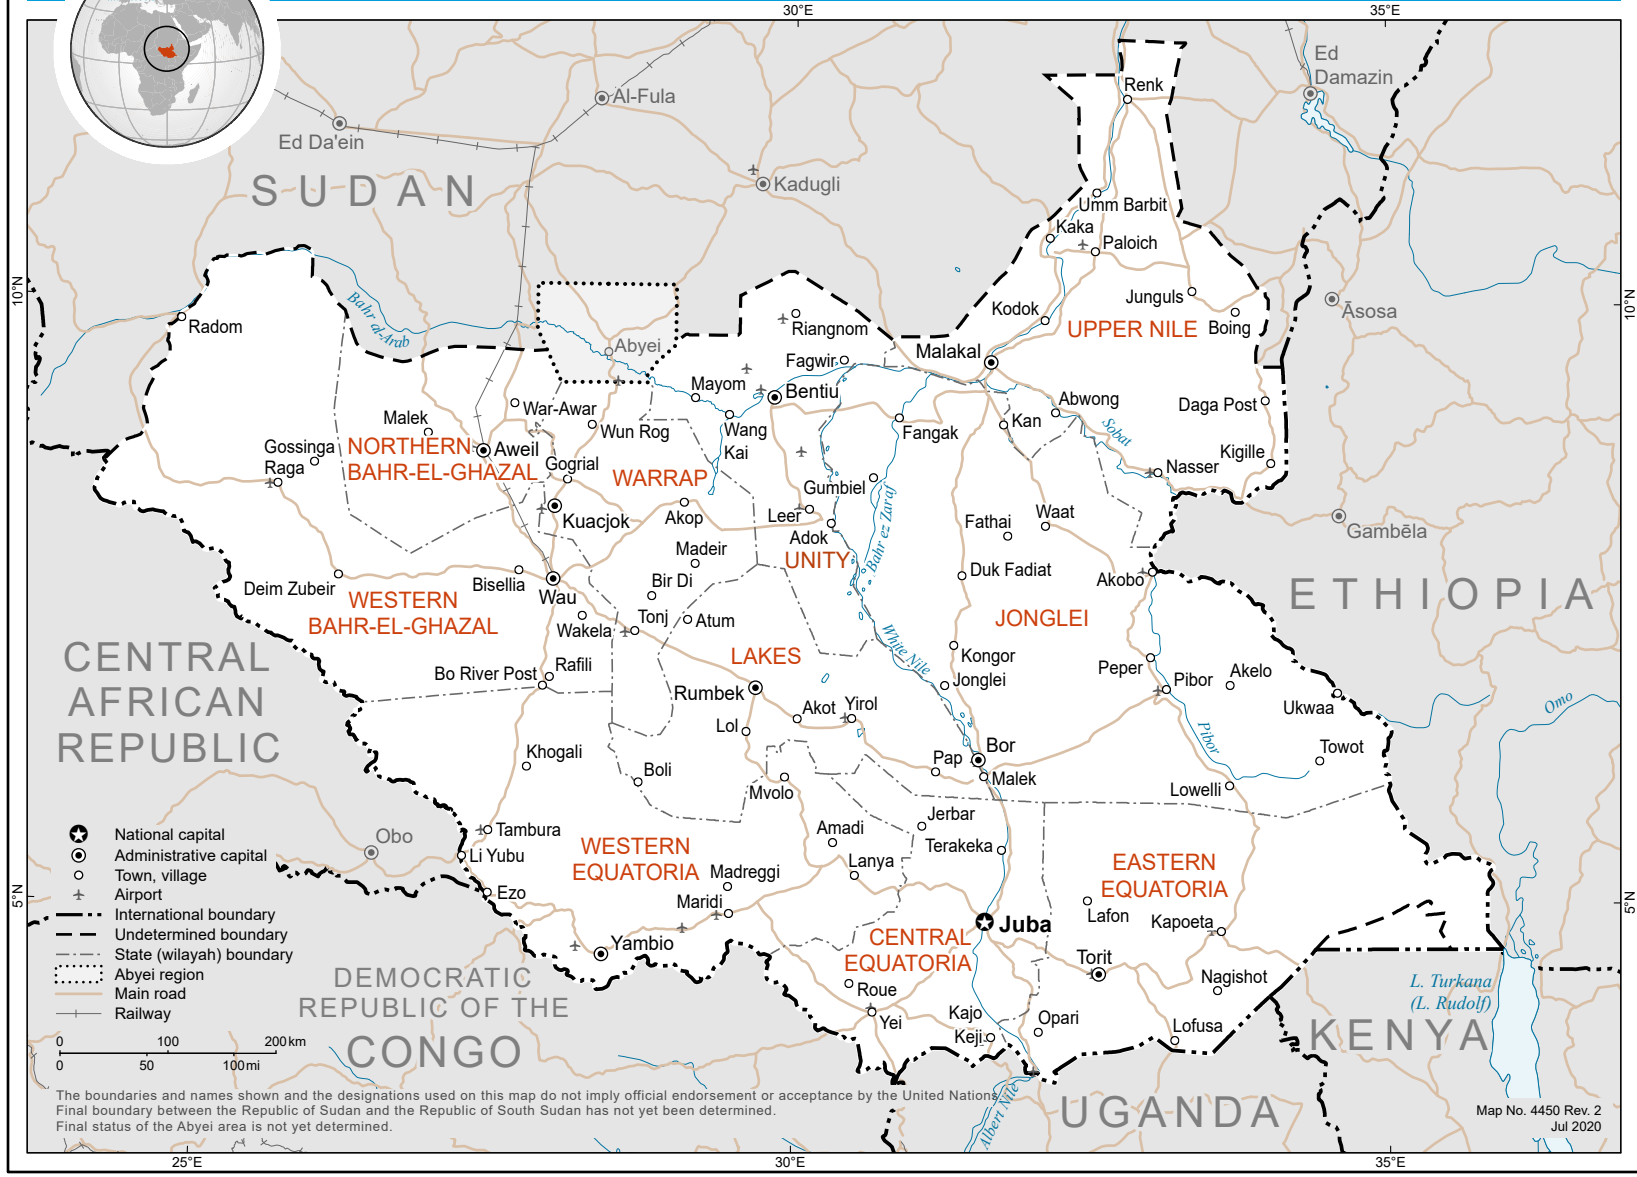 30°E
35°E
Ed
Damazin
Renk
Al-Fula
Ed Da'ein
Kadugli
SUDAN
Umm Barbit
Kaka
Paloich
10°N
10°N
Bahr al-Arab
Radom
Riangnom
Kodok
Junguls
Boing
Āsosa
UPPER NILE
Abyei
Fagwir
Malakal
Mayom
Bentiu
War-Awar
Abwong
Daga Post
Malek
Wun Rog
Wang
Kai
Fangak
Kan
Sobat
Gossinga
Raga
NORTHERN
BAHR-EL-GHAZAL
Aweil
Gogrial
WARRAP
Kigille
Nasser
Gumbiel
Kuacjok
Akop
Leer
Adok
Bahr ez Zaraf
Fathai
Waat
Gambēla
Madeir
UNITY
Deim Zubeir
Bisellia
Wau
Bir Di
Duk Fadiat
Akobo
ETHIOPIA
WESTERN
BAHR-EL-GHAZAL
Wakela
Tonj
Atum
JONGLEI
White Nile
CENTRAL
AFRICAN
REPUBLIC
Bo River Post
Rafili
LAKES
Kongor
Jonglei
Peper
Pibor
Akelo
Rumbek
Ukwaa
Omo
Akot
Yirol
Lol
Pibor
Khogali
Boli
Pap
Bor
Malek
Towot
Mvolo
Lowelli
Jerbar
Obo
Tambura
Amadi
Terakeka
Li Yubu
WESTERN
EQUATORIA
Lanya
EASTERN
EQUATORIA
Madreggi
Ezo
Maridi
5°N
5°N
Lafon
Kapoeta
Juba
Yambio
CENTRAL
EQUATORIA
Torit
Nagishot
L. Turkana
(L. Rudolf)
Roue
Yei
Kajo
Keji
Opari
Lofusa
KENYA
DEMOCRATIC
REPUBLIC OF THE
CONGO
UGANDA
Albert Nile
National capital
Administrative capital
Town, village
Airport
International boundary
Undetermined boundary
State (wilayah) boundary
Abyei region
Main road
Railway
0 100 200 km
0 50 100 mi
The boundaries and names shown and the designations used on this map do not imply official endorsement or acceptance by the United Nations.
Final boundary between the Republic of Sudan and the Republic of South Sudan has not yet been determined.
Final status of the Abyei area is not yet determined.
Map No. 4450 Rev. 2
Jul 2020
25°E
30°E
35°E